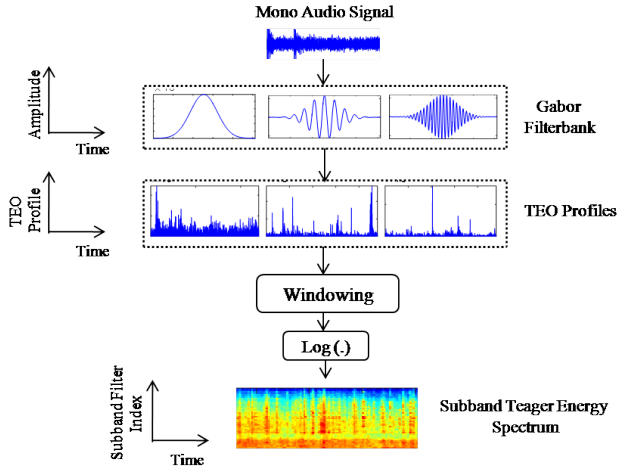 Mono Audio Signal
Amplitude
Time
Gabor
Filterbank
TEO
Profile
Time
TEO Profiles
Windowing
Log (.)
Subband Filter
Index
Time
Subband Teager Energy
Spectrum